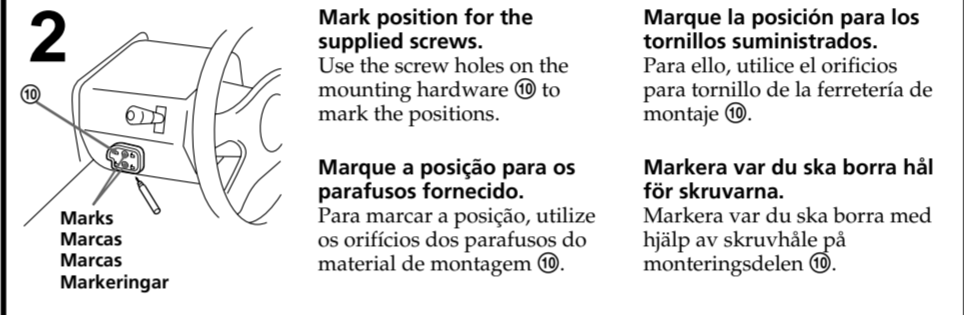 2
⑩
Marks
Marcas
Marcas
Markeringar
Mark position for the
supplied screws.
Use the screw holes on the
mounting hardware ⑩ to
mark the positions.
Marque a posição para os
parafusos fornecido.
Para marcar a posição, utilize
os orifícios dos parafusos do
material de montagem ⑩.
Marque la posición para los
tornillos suministrados.
Para ello, utilice el orificios
para tornillo de la ferretería de
montaje ⑩.
Markera var du ska borra hål
för skruvarna.
Markera var du ska borra med
hjälp av skruvhåle på
monteringsdelen ⑩.